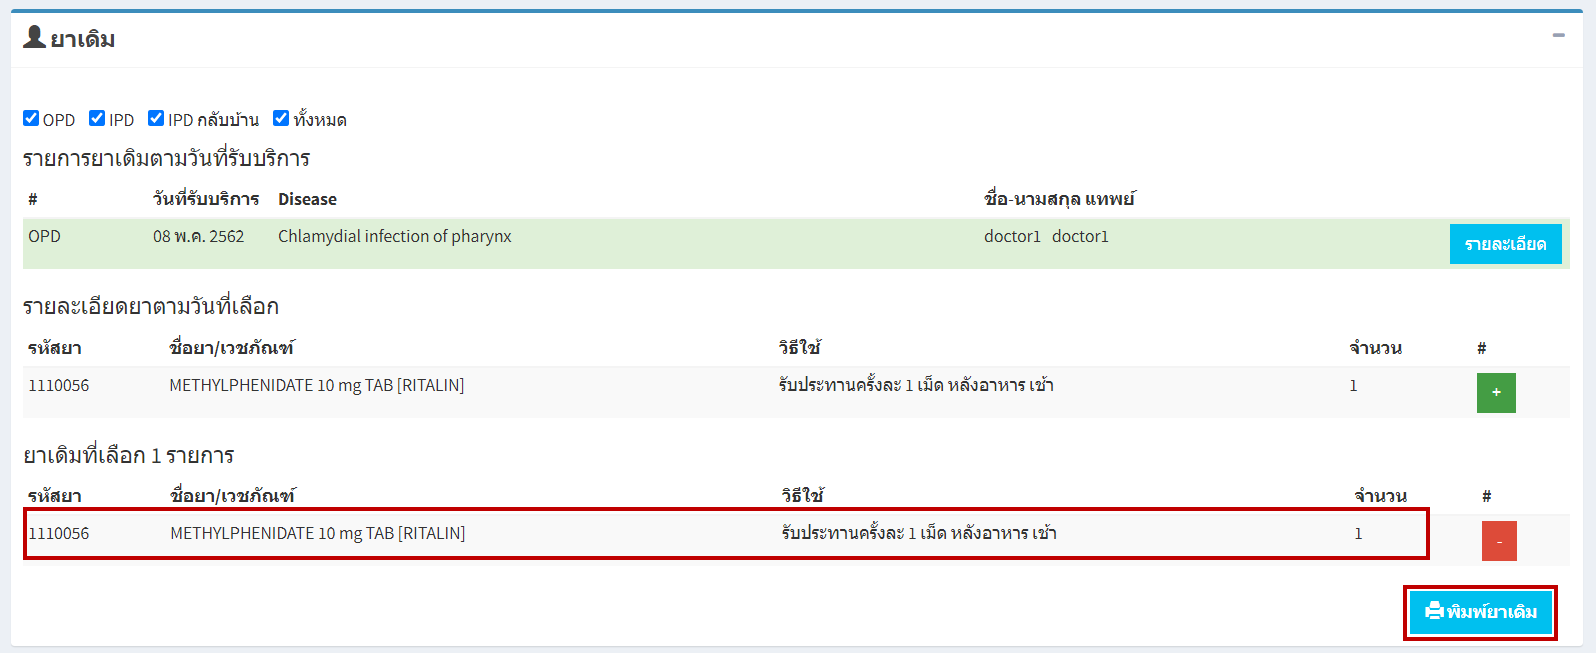 ยาเดิม
OPD IPD IPD กลับบ้าน ทั้งหมด
รายการยาเดิมตามวันที่รับบริการ
# วันที่รับบริการ Disease ชื่อ-นามสกุล แทพย์
OPD 08 พ.ค. 2562 Chlamydial infection of pharynx doctor1 doctor1 รายละเอียด
รายละเอียดยาตามวันที่เลือก
รหัสยา ชื่อยา/เวชภัณฑ์ วิธีใช้ จำนวน #
1110056 METHYLPHENIDATE 10 mg TAB [RITALIN] รับประทานครั้งละ 1 เม็ด หลังอาหาร เช้า 1 +
ยาเดิมที่เลือก 1 รายการ
รหัสยา ชื่อยา/เวชภัณฑ์ วิธีใช้ จำนวน #
1110056 METHYLPHENIDATE 10 mg TAB [RITALIN] รับประทานครั้งละ 1 เม็ด หลังอาหาร เช้า 1 -
พิมพ์ยาเดิม